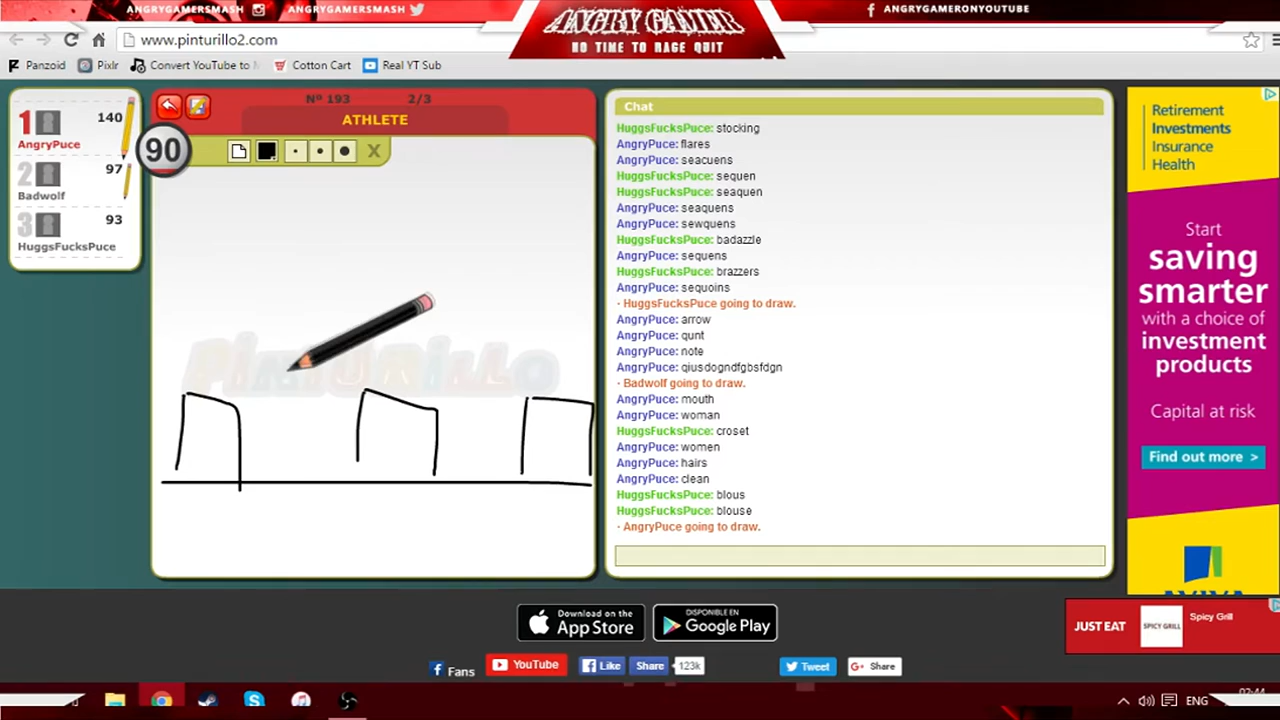 ANGRYGAMERSMASH
ANGRYGAMERSMASH
ANGRY GAMER
NO TIME TO RAGE QUIT
ANGRYGAMERONYOUTUBE
www.pinturillo2.com
Panzoid
Pixlr
Convert YouTube to
Cotton Cart
Real YT Sub
1 140
AngryPuce
2 97
Badwolf
3 93
HuggsFucksPuce
90
Nº 193 2/3
ATHLETE
PINTURILLO
Chat
HuggsFucksPuce: stocking
AngryPuce: flares
AngryPuce: seacuens
HuggsFucksPuce: sequen
HuggsFucksPuce: seaquen
AngryPuce: seaquens
AngryPuce: sewquens
HuggsFucksPuce: badazzle
AngryPuce: sequens
HuggsFucksPuce: brazzers
AngryPuce: sequoins
· HuggsFucksPuce going to draw.
AngryPuce: arrow
AngryPuce: qunt
AngryPuce: note
AngryPuce: qiusdogndfgbsfdgn
· Badwolf going to draw.
AngryPuce: mouth
AngryPuce: woman
HuggsFucksPuce: croset
AngryPuce: women
AngryPuce: hairs
AngryPuce: clean
HuggsFucksPuce: blous
HuggsFucksPuce: blouse
· AngryPuce going to draw.
Retirement
Investments
Insurance
Health
Start
saving
smarter
with a choice of
investment
products
Capital at risk
Find out more >
AVIVA
Download on the
App Store
DISPONIBLE EN
Google Play
JUST EAT
SPICY GRILL
Spicy Grill
Fans
YouTube
Like
Share
123k
Tweet
Share
ENG
02:44